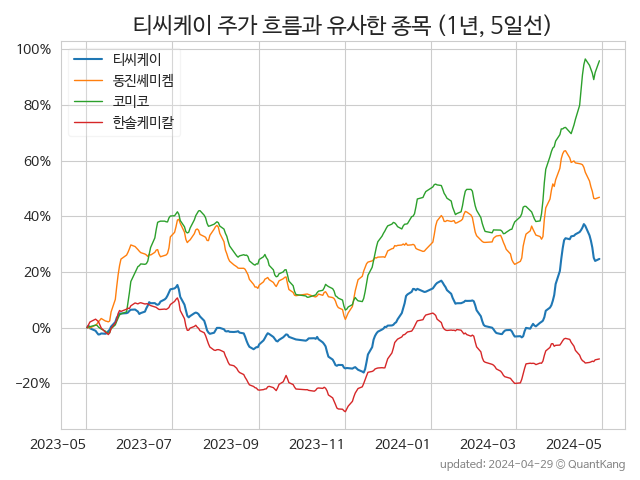 티씨케이 주가 흐름과 유사한 종목 (1년, 5일선)
100%
80%
60%
40%
20%
0%
−20%
티씨케이
동진쎄미켐
코미코
한솔케미칼
2023-05 2023-07 2023-09 2023-11 2024-01 2024-03 2024-05
updated: 2024-04-29 © QuantKang